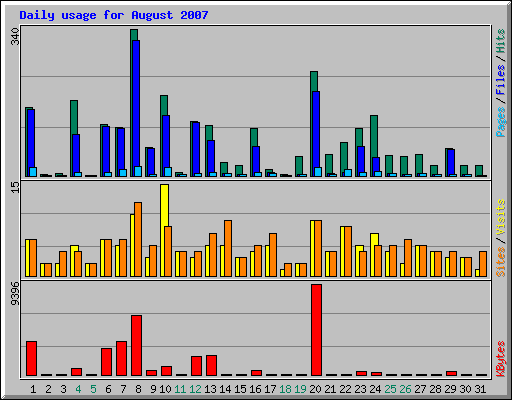 Daily usage for August 2007
340
Pages / Files / Hits
15
Sites / Visits
9396
KBytes
1 2 3 4 5 6 7 8 9 10 11 12 13 14 15 16 17 18 19 20 21 22 23 24 25 26 27 28 29 30 31